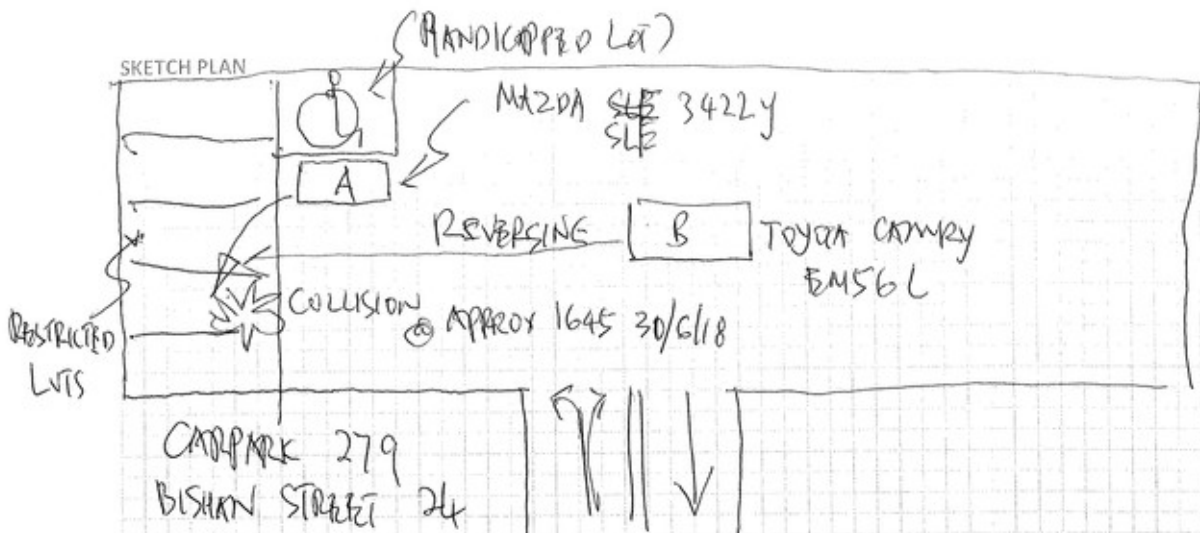 (HANDICAPPED LOT)
SKETCH PLAN
MAZDA SLE 3422Y
SLE
A
REVERSING
B
TOYOTA CAMRY
EM56L
COLLISION
@ APPROX 1645 30/6/18
RESTRICTED
LOTS
CARPARK 279
BISHAN STREET 24